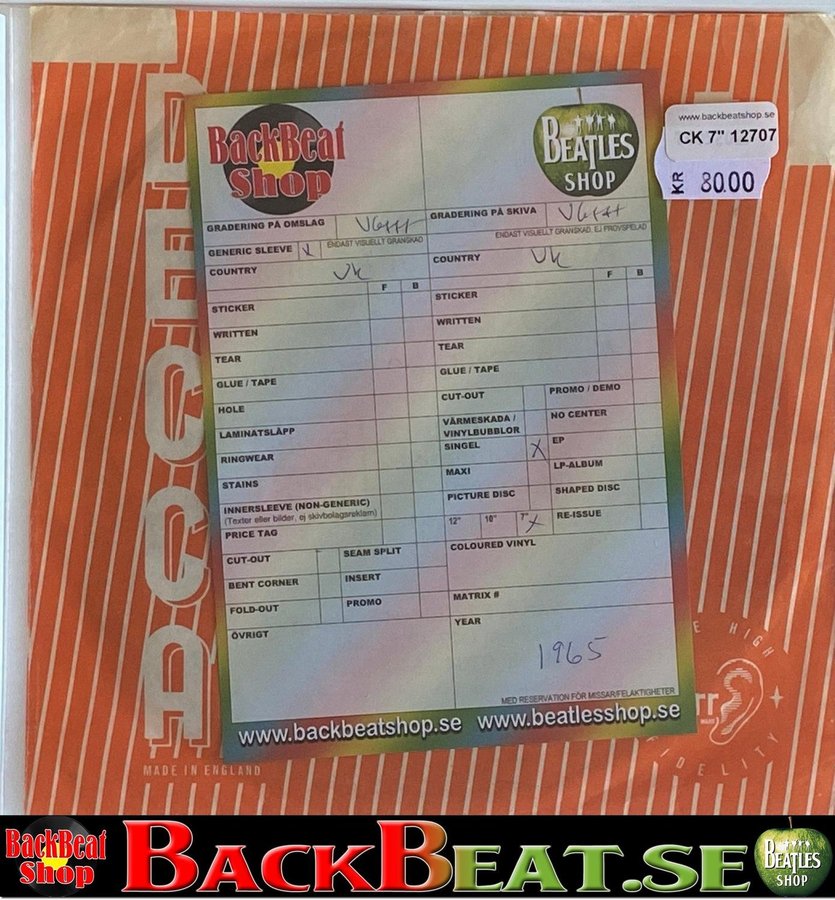 DECCA
MADE IN ENGLAND
BackBeat
Shop
BEATLES
SHOP
www.backbeatshop.se
CK 7" 12707
KR 80.00
GRADERING PÅ OMSLAG VG+++
ENDAST VISUELLT GRANSKAD
GENERIC SLEEVE X
COUNTRY UK
F B
STICKER
WRITTEN
TEAR
GLUE / TAPE
HOLE
LAMINATSLÄPP
RINGWEAR
STAINS
INNERSLEEVE (NON-GENERIC)
(Texter eller bilder, ej skivbolagsreklam)
PRICE TAG
CUT-OUT SEAM SPLIT
BENT CORNER INSERT
FOLD-OUT PROMO
ÖVRIGT
GRADERING PÅ SKIVA VG+++
ENDAST VISUELLT GRANSKAD, EJ PROVSPELAD
COUNTRY UK
F B
STICKER
WRITTEN
TEAR
GLUE / TAPE
CUT-OUT PROMO / DEMO
VÄRMESKADA /
VINYLBUBBLOR NO CENTER
SINGEL X EP
MAXI LP-ALBUM
PICTURE DISC SHAPED DISC
12" 10" 7" X RE-ISSUE
COLOURED VINYL
MATRIX #
YEAR
1965
MED RESERVATION FÖR MISSAR/FELAKTIGHETER
www.backbeatshop.se www.beatlesshop.se
HIGH
FIDELITY
BackBeat
Shop
BACKBEAT.SE
BEATLES
SHOP